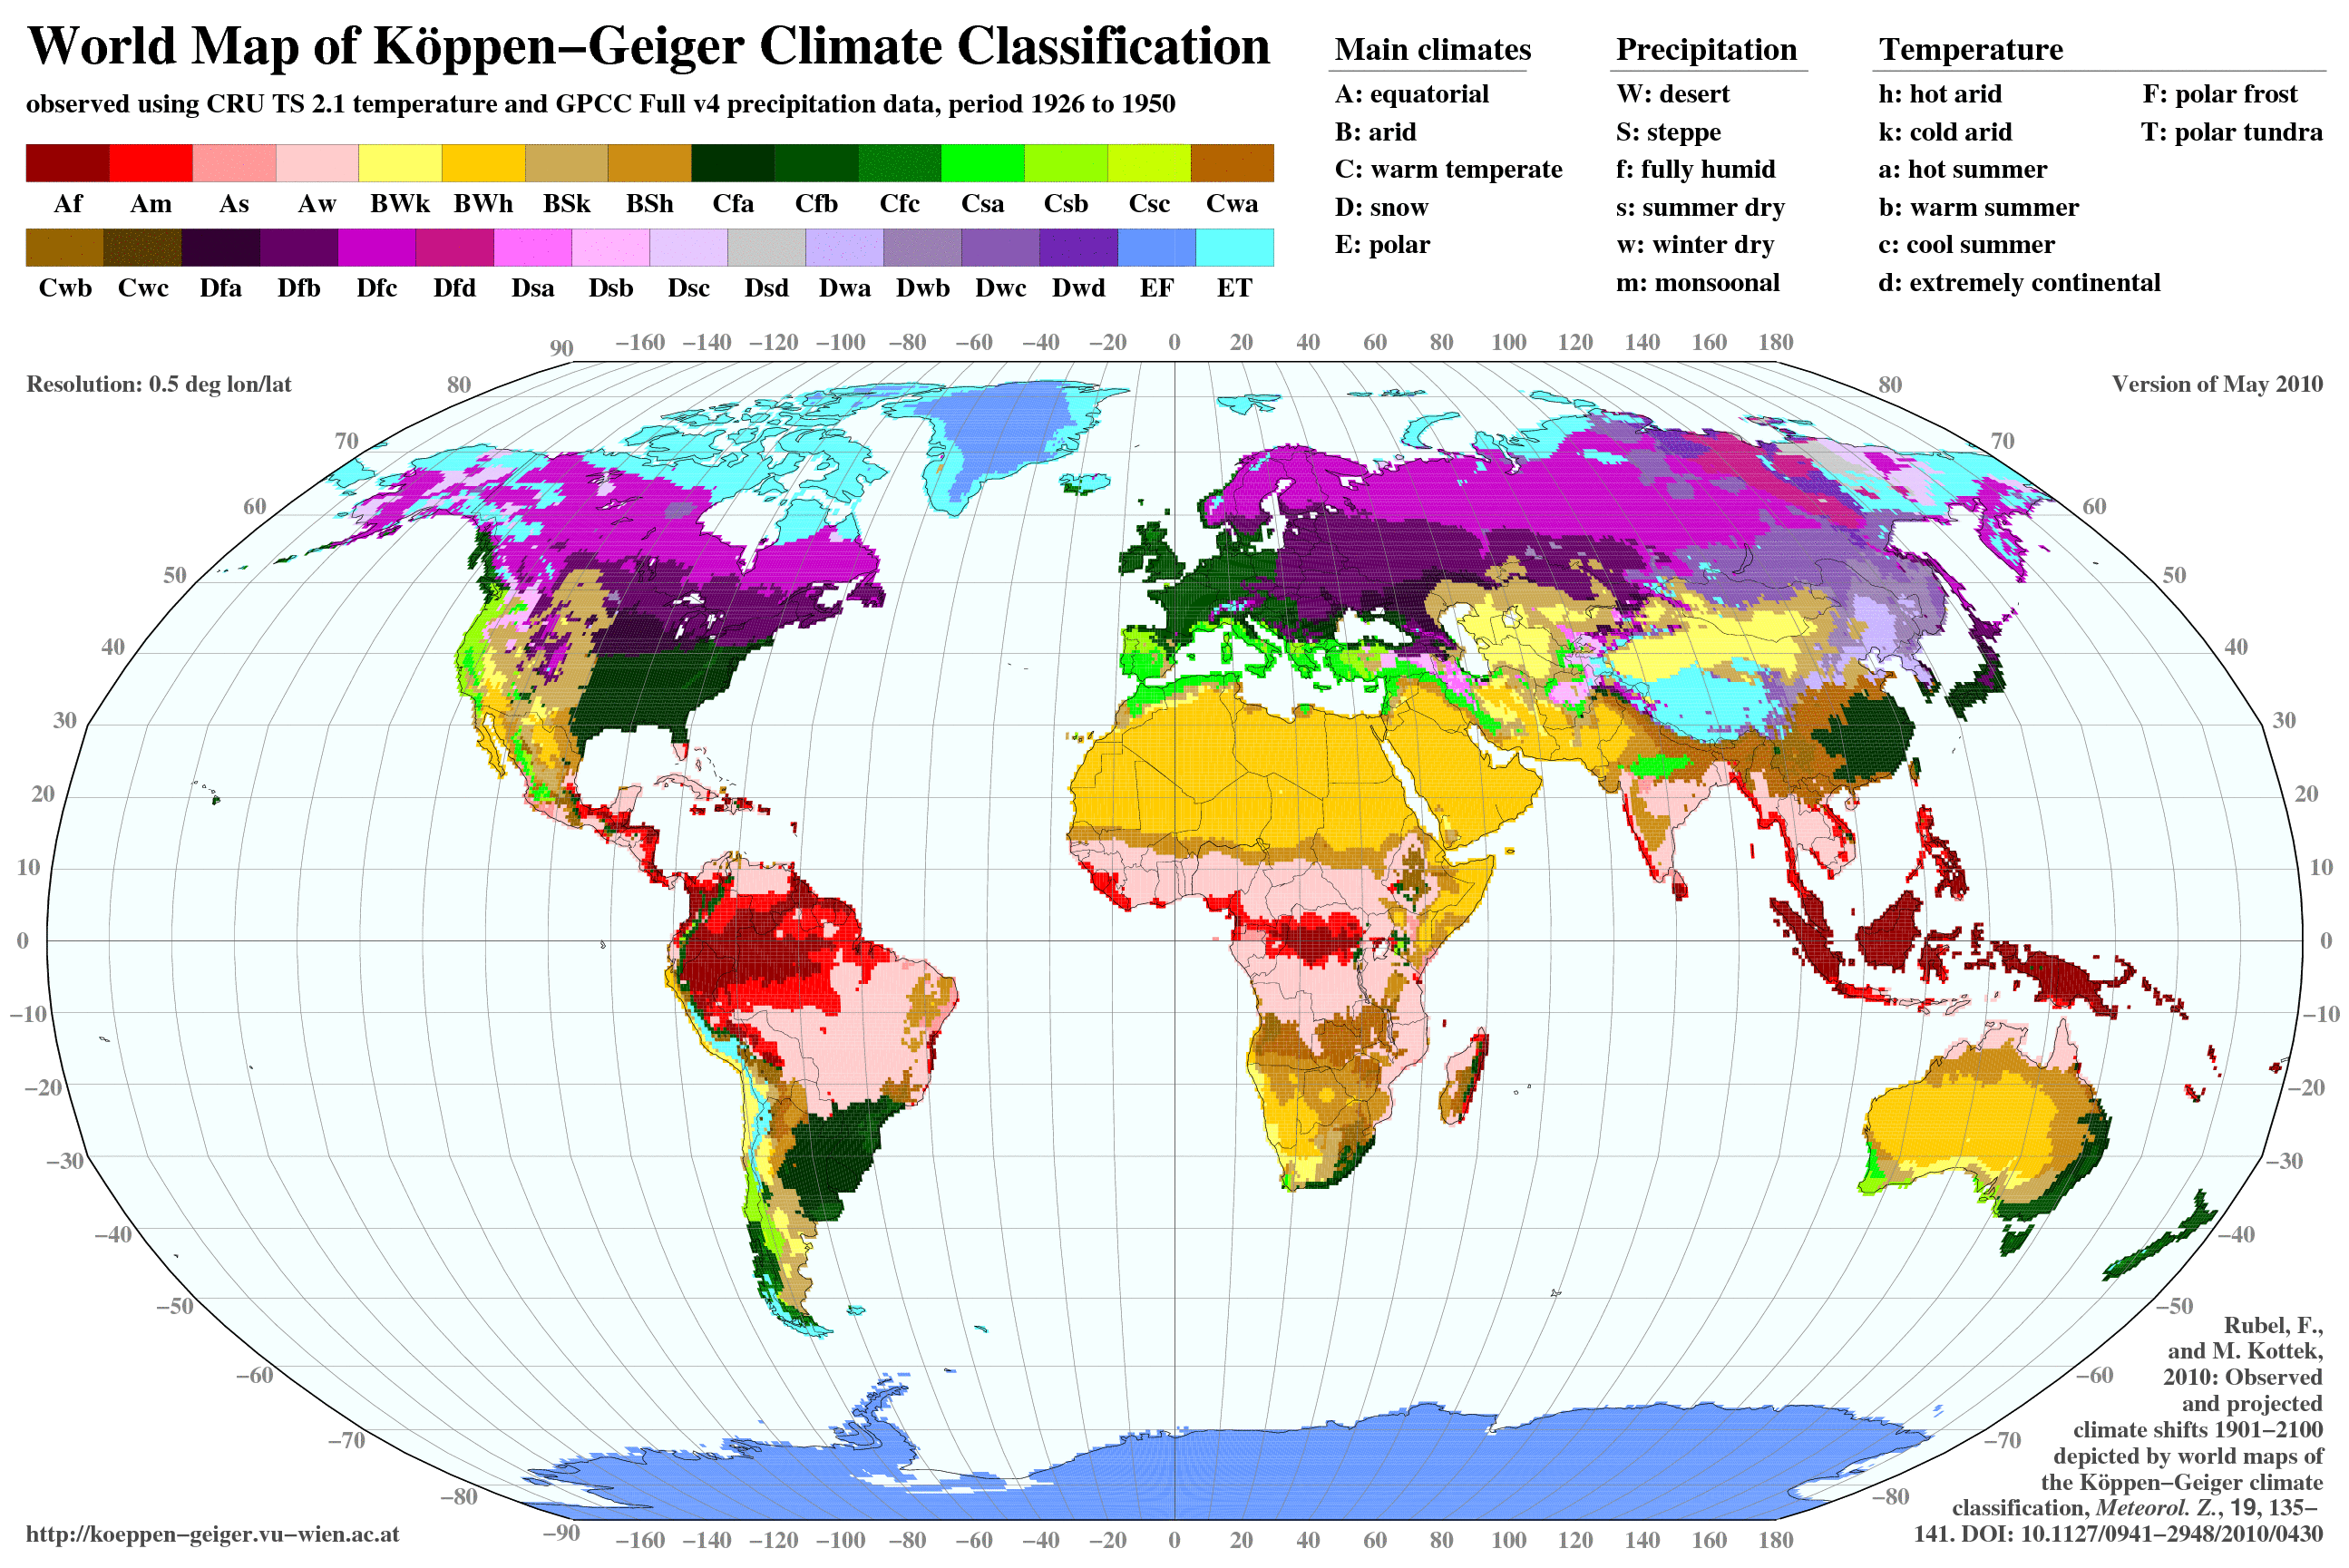 World Map of Köppen−Geiger Climate Classification
observed using CRU TS 2.1 temperature and GPCC Full v4 precipitation data, period 1926 to 1950
Af Am As Aw BWk BWh BSk BSh Cfa Cfb Cfc Csa Csb Csc Cwa
Cwb Cwc Dfa Dfb Dfc Dfd Dsa Dsb Dsc Dsd Dwa Dwb Dwc Dwd EF ET
Main climates
A: equatorial
B: arid
C: warm temperate
D: snow
E: polar
Precipitation
W: desert
S: steppe
f: fully humid
s: summer dry
w: winter dry
m: monsoonal
Temperature
h: hot arid
k: cold arid
a: hot summer
b: warm summer
c: cool summer
d: extremely continental
F: polar frost
T: polar tundra
−160 −140 −120 −100 −80 −60 −40 −20 0 20 40 60 80 100 120 140 160 180
90
Resolution: 0.5 deg lon/lat
Version of May 2010
80 80
70 70
60 60
50 50
40 40
30 30
20 20
10 10
0 0
−10 −10
−20 −20
−30 −30
−40 −40
−50 −50
−60 −60
−70 −70
−80 −80
−90
−160 −140 −120 −100 −80 −60 −40 −20 0 20 40 60 80 100 120 140 160 180
Rubel, F.,
and M. Kottek,
2010: Observed
and projected
climate shifts 1901−2100
depicted by world maps of
the Köppen−Geiger climate
classification, Meteorol. Z., 19, 135−
141. DOI: 10.1127/0941−2948/2010/0430
http://koeppen−geiger.vu−wien.ac.at